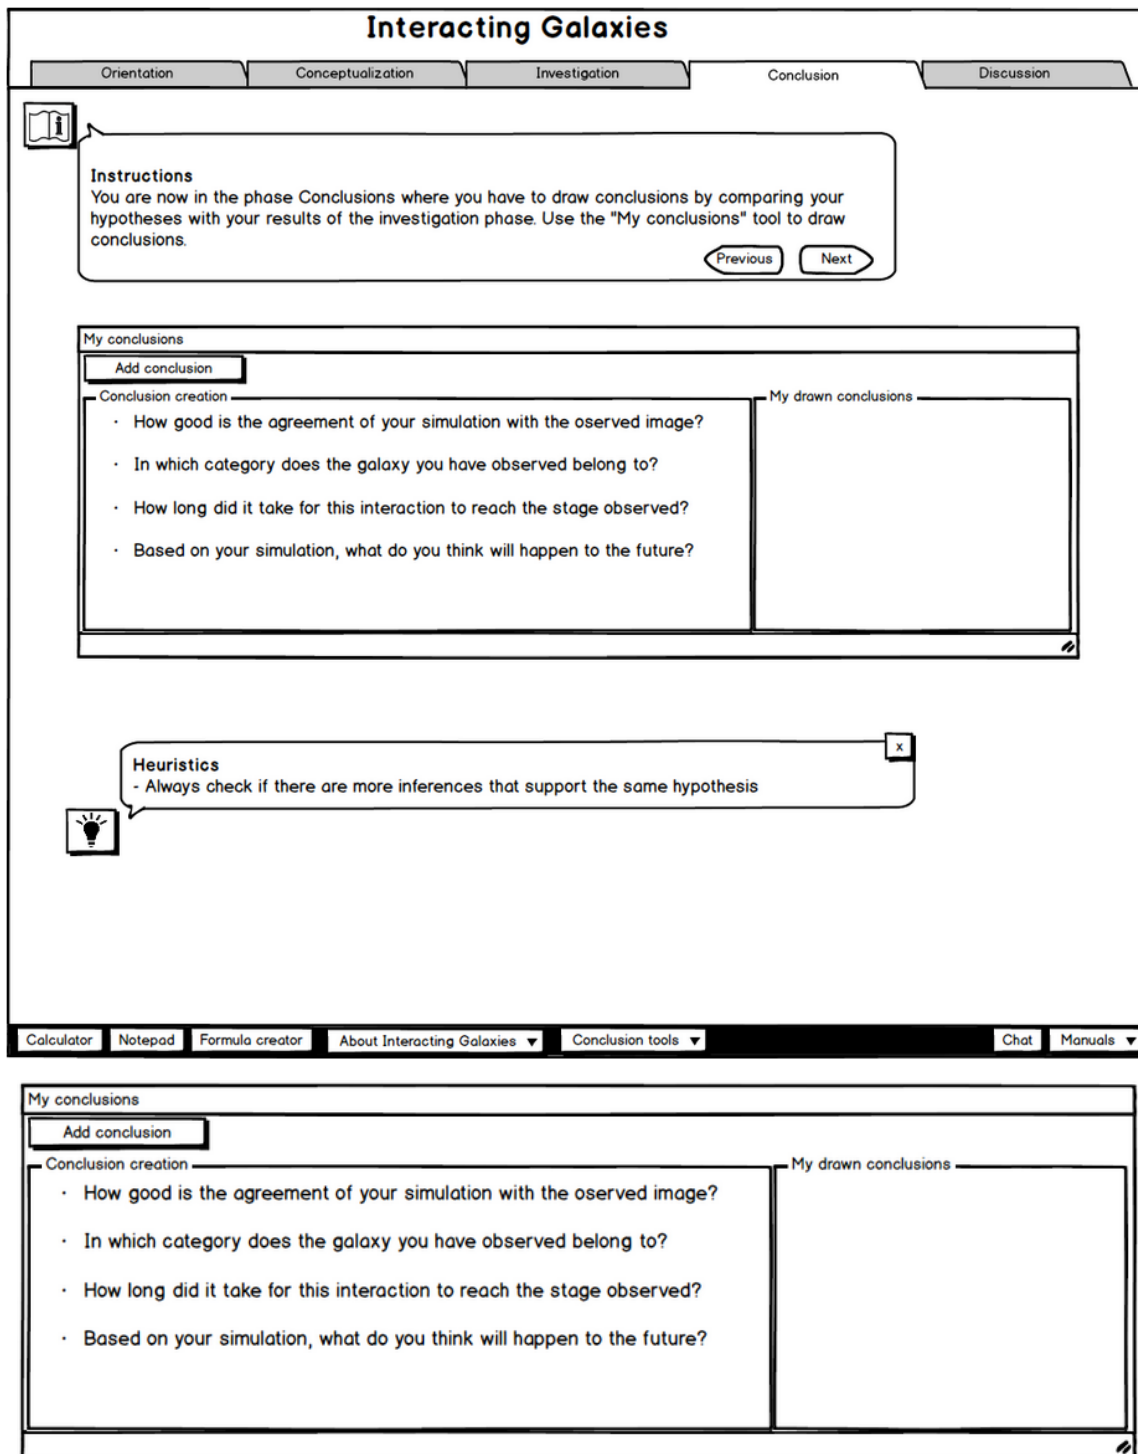 Interacting Galaxies
Orientation
Conceptualization
Investigation
Conclusion
Discussion
i
Instructions
You are now in the phase Conclusions where you have to draw conclusions by comparing your
hypotheses with your results of the investigation phase. Use the "My conclusions" tool to draw
conclusions.
Previous
Next
My conclusions
Add conclusion
Conclusion creation
My drawn conclusions
· How good is the agreement of your simulation with the oserved image?
· In which category does the galaxy you have observed belong to?
· How long did it take for this interaction to reach the stage observed?
· Based on your simulation, what do you think will happen to the future?
x
Heuristics
- Always check if there are more inferences that support the same hypothesis
Calculator
Notepad
Formula creator
About Interacting Galaxies ▼
Conclusion tools ▼
Chat
Manuals ▼
My conclusions
Add conclusion
Conclusion creation
My drawn conclusions
· How good is the agreement of your simulation with the oserved image?
· In which category does the galaxy you have observed belong to?
· How long did it take for this interaction to reach the stage observed?
· Based on your simulation, what do you think will happen to the future?